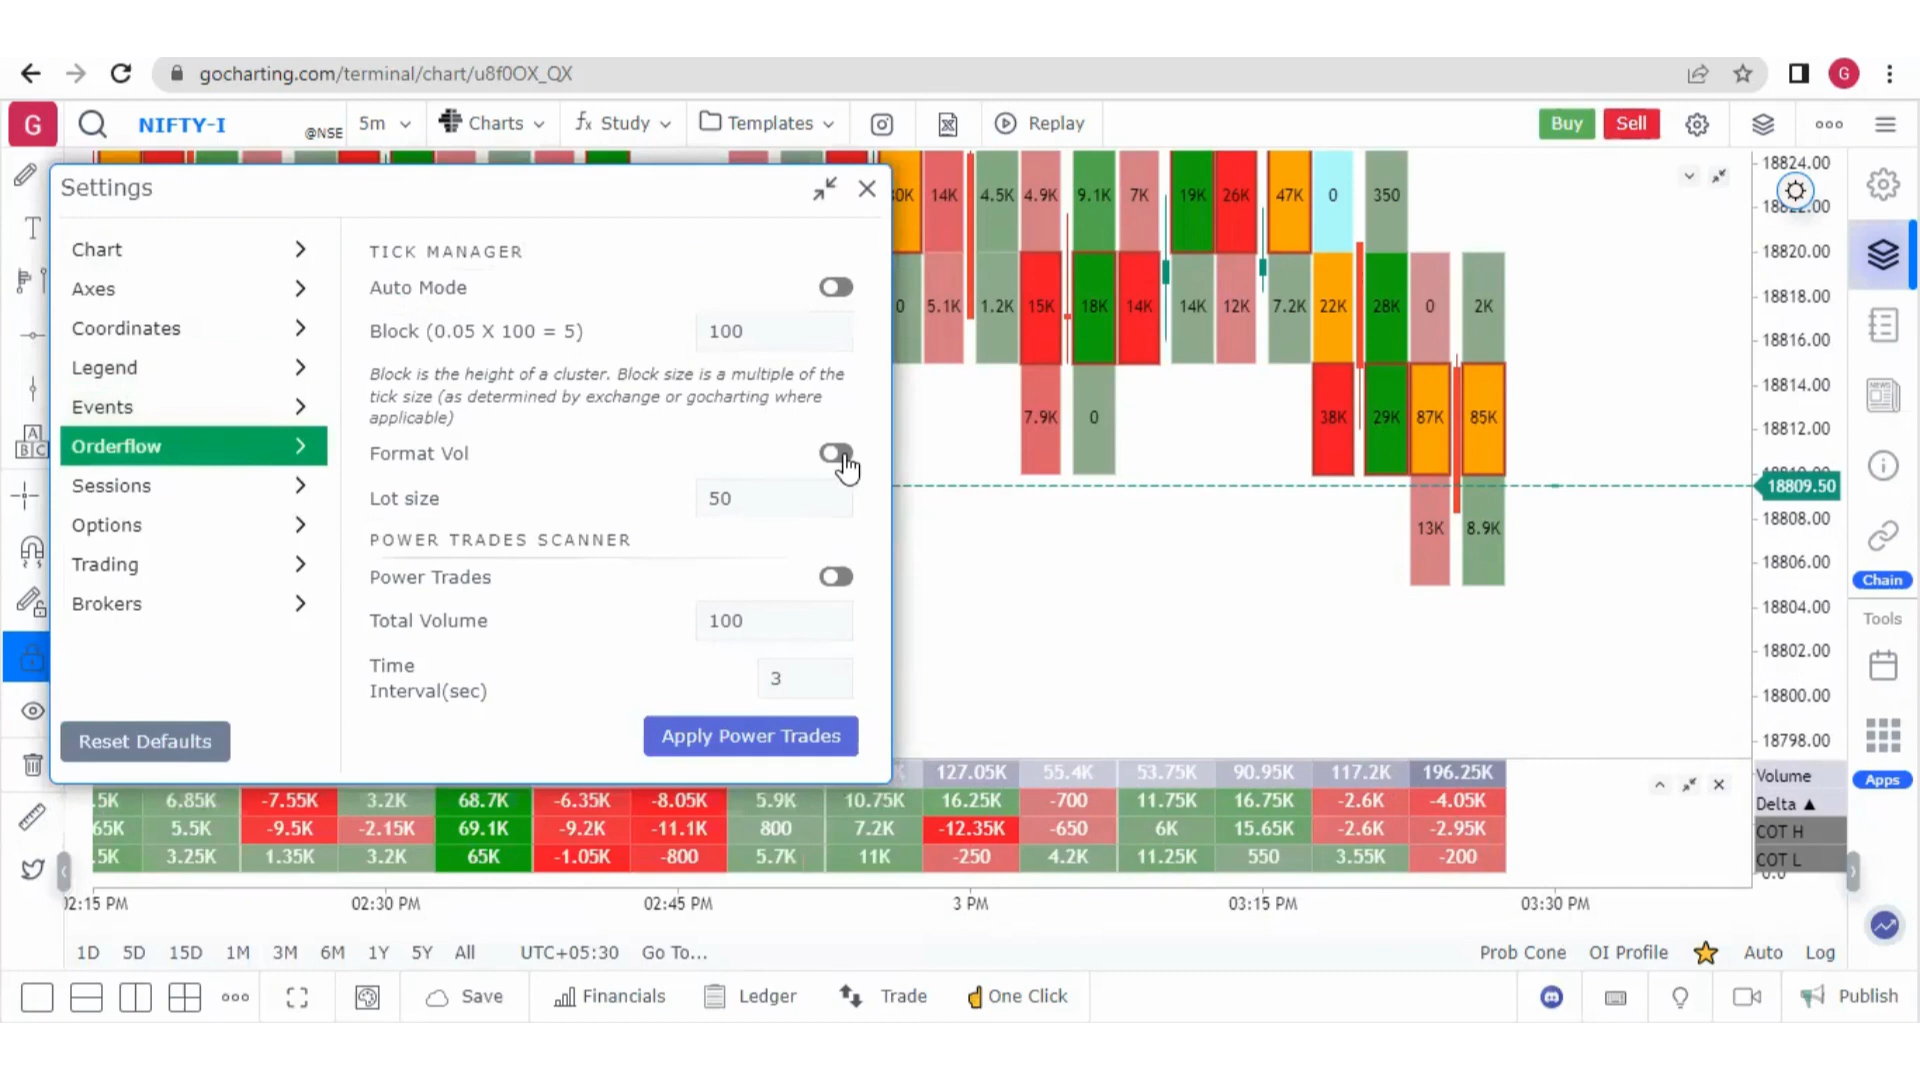 gocharting.com/terminal/chart/u8f0OX_QX
G
G
NIFTY-I
@NSE
5m
Charts
fx Study
Templates
Replay
Buy
Sell
Settings
Chart
Axes
Coordinates
Legend
Events
Orderflow
Sessions
Options
Trading
Brokers
Reset Defaults
TICK MANAGER
Auto Mode
Block (0.05 X 100 = 5)
100
Block is the height of a cluster. Block size is a multiple of the
tick size (as determined by exchange or gocharting where
applicable)
Format Vol
Lot size
50
POWER TRADES SCANNER
Power Trades
Total Volume
100
Time
Interval(sec)
3
Apply Power Trades
14K 4.5K 4.9K 9.1K 7K 19K 26K 47K 0 350
0 5.1K 1.2K 15K 18K 14K 14K 12K 7.2K 22K 28K 0 2K
7.9K 0 38K 29K 87K 85K
13K 8.9K
18824.00
18820.00
18818.00
18816.00
18814.00
18812.00
18809.50
18808.00
18806.00
18804.00
18802.00
18800.00
18798.00
Chain
Tools
Apps
NEWS
A
B C
127.05K 55.4K 53.75K 90.95K 117.2K 196.25K Volume
.5K 6.85K -7.55K 3.2K 68.7K -6.35K -8.05K 5.9K 10.75K 16.25K -700 11.75K 16.75K -2.6K -4.05K Delta ▲
65K 5.5K -9.5K -2.15K 69.1K -9.2K -11.1K 800 7.2K -12.35K -650 6K 15.65K -2.6K -2.95K COT H
.5K 3.25K 1.35K 3.2K 65K -1.05K -800 5.7K 11K -250 4.2K 11.25K 550 3.55K -200 COT L
02:15 PM 02:30 PM 02:45 PM 3 PM 03:15 PM 03:30 PM
1D 5D 15D 1M 3M 6M 1Y 5Y All UTC+05:30 Go To... Prob Cone OI Profile Auto Log
Save Financials Ledger Trade One Click Publish